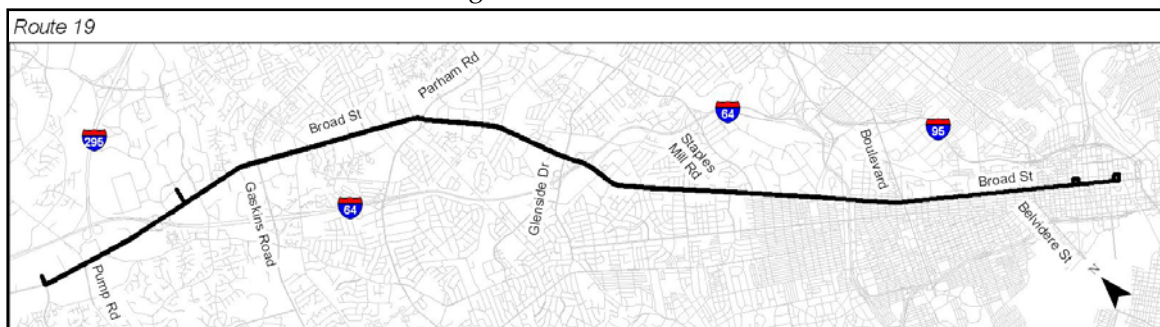 Route 19
Parham Rd
Broad St
295
64
Staples
Mill Rd
Boulevard
95
Glenside Dr
Gaskins Road
64
Broad St
Belvidere St
Pump Rd
N